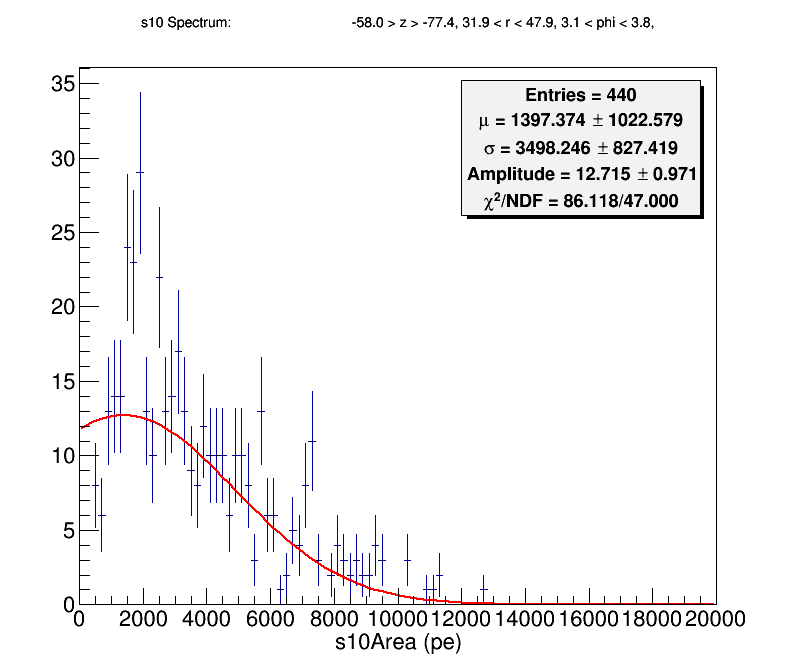 s10 Spectrum: -58.0 > z > -77.4, 31.9 < r < 47.9, 3.1 < phi < 3.8,
Entries = 440
μ = 1397.374 ± 1022.579
σ = 3498.246 ± 827.419
Amplitude = 12.715 ± 0.971
χ²/NDF = 86.118/47.000
35
30
25
20
15
10
5
0
0 2000 4000 6000 8000 10000 12000 14000 16000 18000 20000
s10Area (pe)